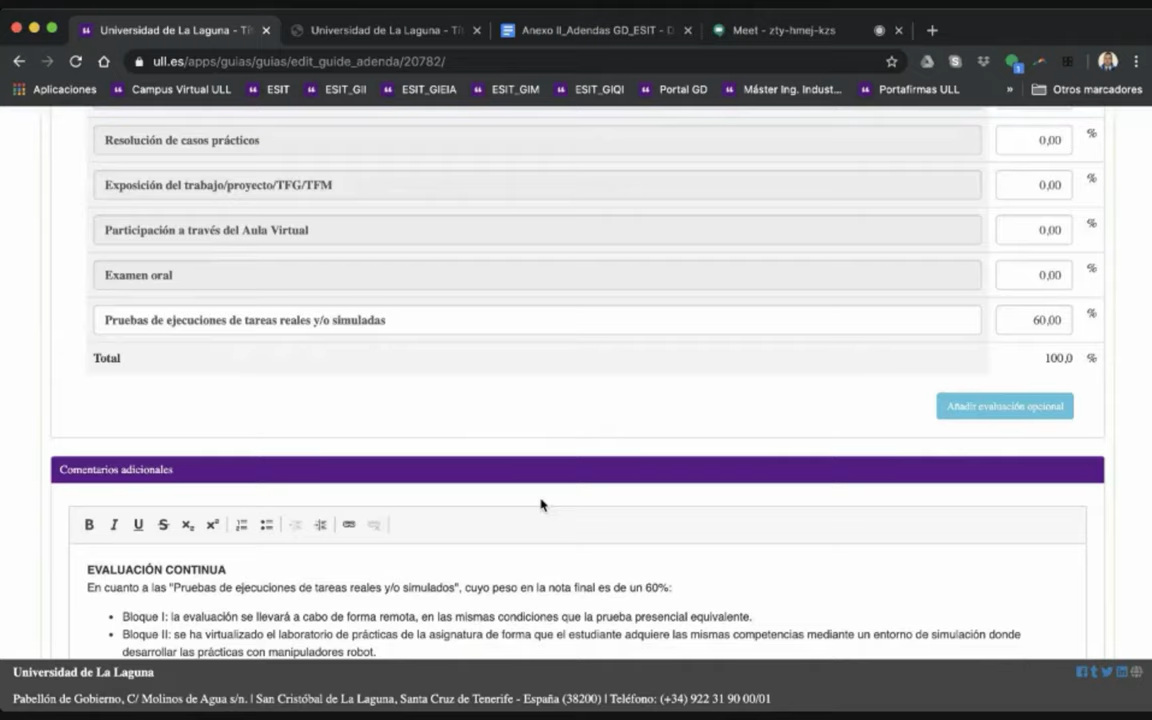 Universidad de La Laguna - Tí
Universidad de La Laguna - Tí
Anexo II_Adendas GD_ESIT - D
Meet - zty-hmej-kzs
ull.es/apps/guias/guias/edit_guide_adenda/20782/
Aplicaciones
Campus Virtual ULL
ESIT
ESIT_GII
ESIT_GIEIA
ESIT_GIM
ESIT_GIQI
Portal GD
Máster Ing. Indust...
Portafirmas ULL
»
Otros marcadores
Resolución de casos prácticos 0,00 %
Exposición del trabajo/proyecto/TFG/TFM 0,00 %
Participación a través del Aula Virtual 0,00 %
Examen oral 0,00 %
Pruebas de ejecuciones de tareas reales y/o simuladas 60,00 %
Total 100,0 %
Añadir evaluación opcional
Comentarios adicionales
B I U S x₂ x²
EVALUACIÓN CONTINUA
En cuanto a las "Pruebas de ejecuciones de tareas reales y/o simulados", cuyo peso en la nota final es de un 60%:
• Bloque I: la evaluación se llevará a cabo de forma remota, en las mismas condiciones que la prueba presencial equivalente.
• Bloque II: se ha virtualizado el laboratorio de prácticas de la asignatura de forma que el estudiante adquiere las mismas competencias mediante un entorno de simulación donde
desarrollar las prácticas con manipuladores robot.
Universidad de La Laguna
Pabellón de Gobierno, C/ Molinos de Agua s/n. | San Cristóbal de La Laguna, Santa Cruz de Tenerife - España (38200) | Teléfono: (+34) 922 31 90 00/01